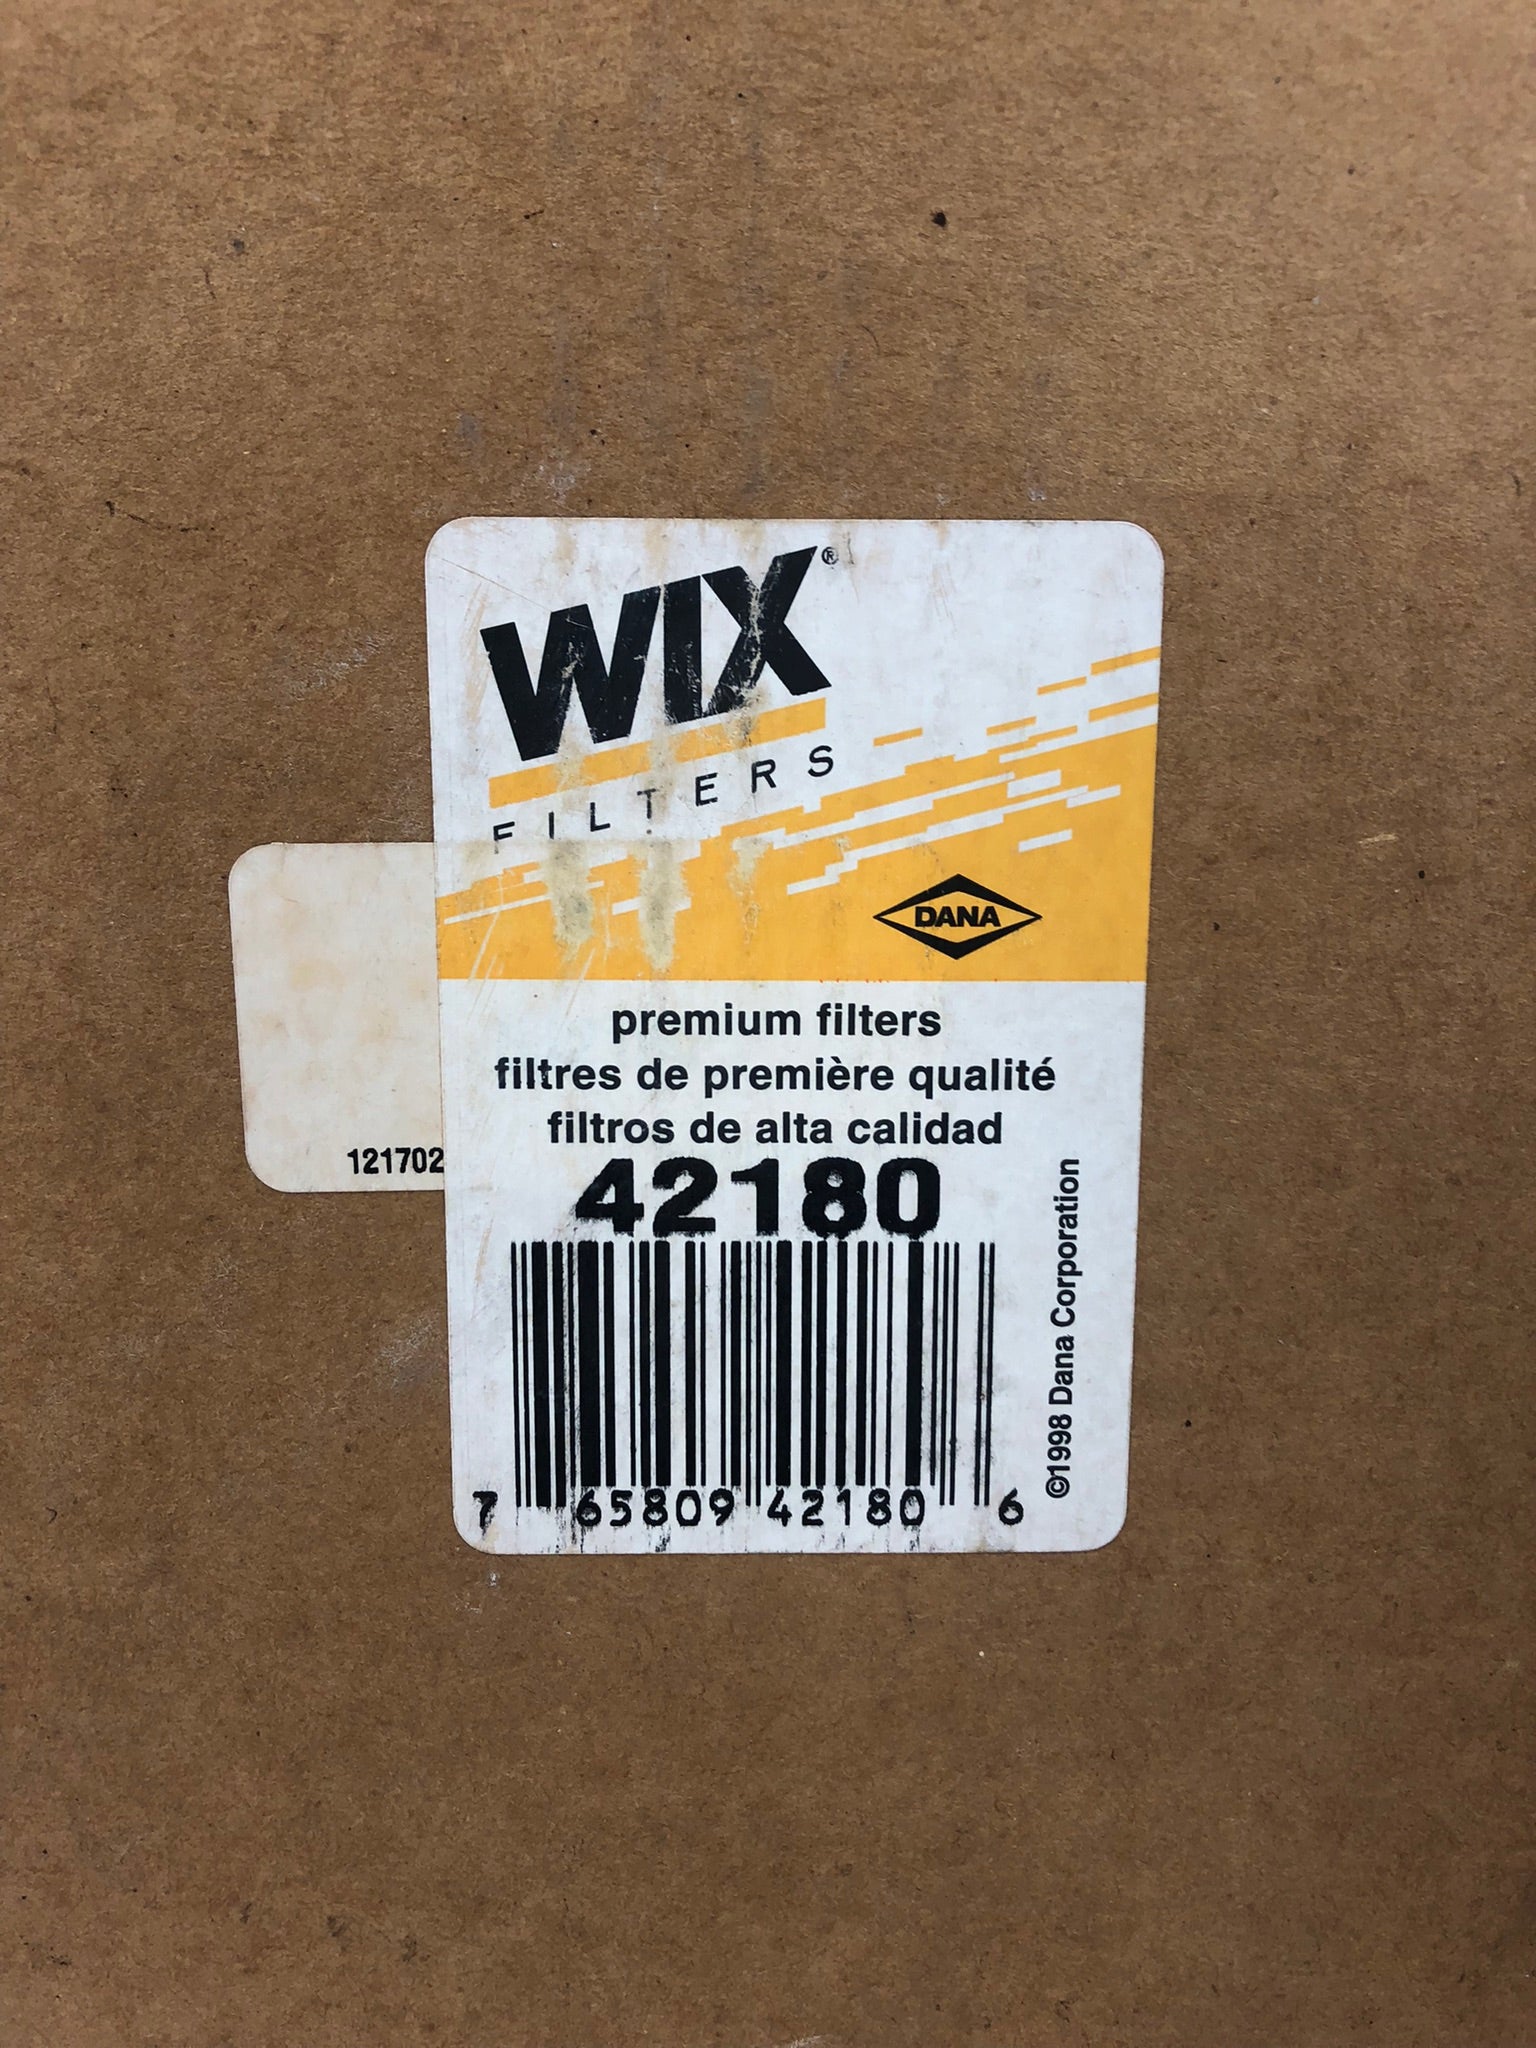 WIX®
FILTERS
DANA
premium filters
filtres de première qualité
filtros de alta calidad
121702
42180
©1998 Dana Corporation
7 65809 42180 6